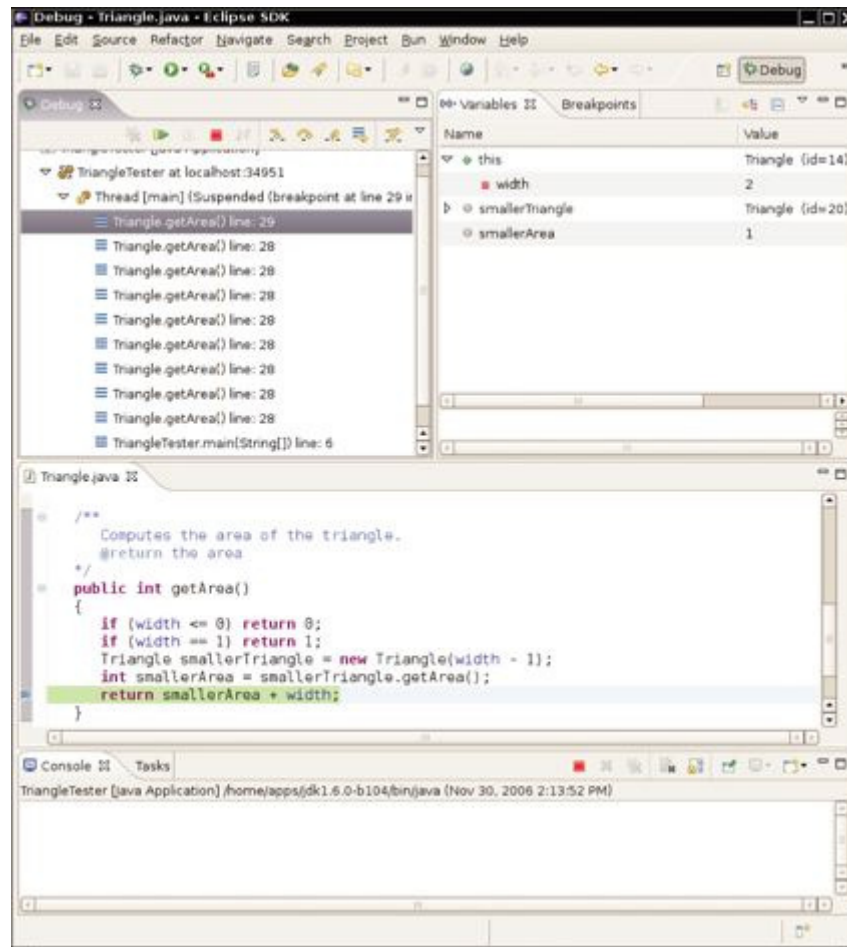 Debug - Triangle.java - Eclipse SDK
File Edit Source Refactor Navigate Search Project Run Window Help
Debug
Debug
Variables Breakpoints
Name Value
TriangleTester at localhost:34951
this Triangle (id=14)
Thread [main] (Suspended (breakpoint at line 29 in
width 2
Triangle.getArea() line: 29
smallerTriangle Triangle (id=20)
Triangle.getArea() line: 28
smallerArea 1
Triangle.getArea() line: 28
Triangle.getArea() line: 28
Triangle.getArea() line: 28
Triangle.getArea() line: 28
Triangle.getArea() line: 28
Triangle.getArea() line: 28
Triangle.getArea() line: 28
TriangleTester.main(String[]) line: 6
Triangle.java
/**
Computes the area of the triangle.
@return the area
*/
public int getArea()
{
if (width <= 0) return 0;
if (width == 1) return 1;
Triangle smallerTriangle = new Triangle(width - 1);
int smallerArea = smallerTriangle.getArea();
return smallerArea + width;
}
Console Tasks
TriangleTester [Java Application] /home/apps/jdk1.6.0-b104/bin/java (Nov 30, 2006 2:13:52 PM)